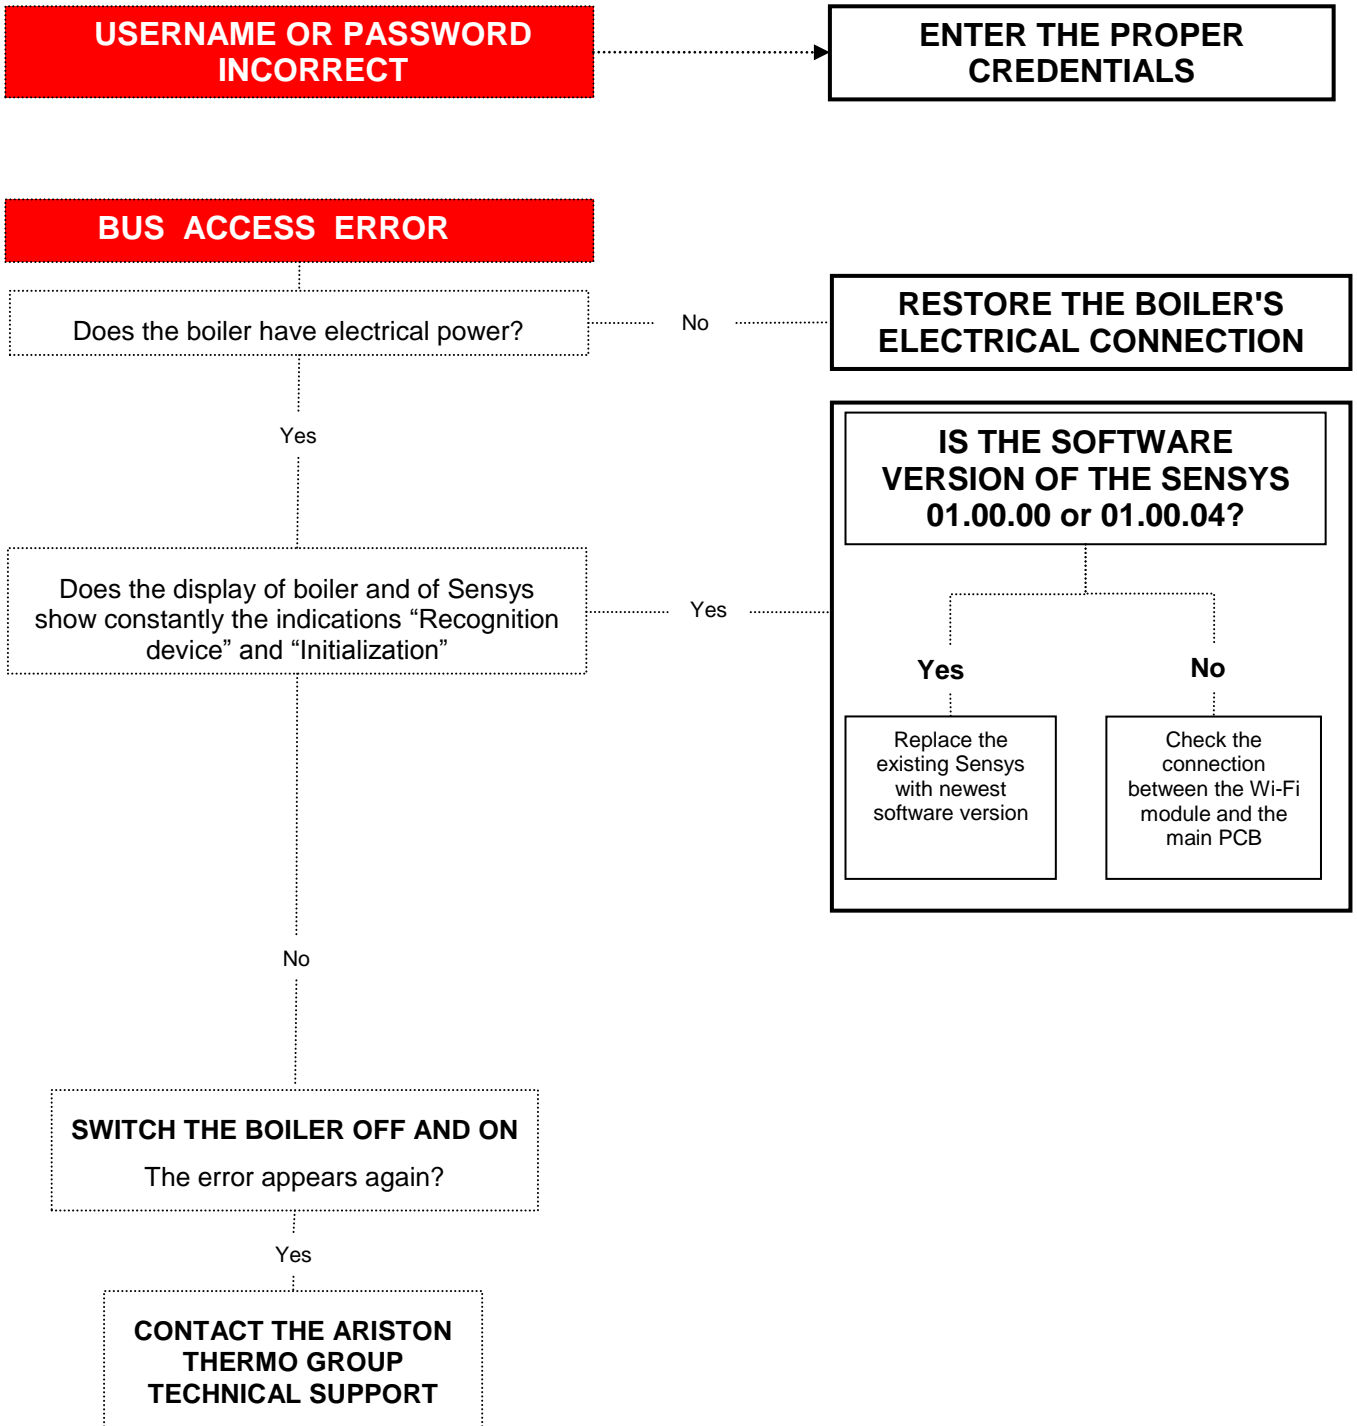 USERNAME OR PASSWORD
INCORRECT
ENTER THE PROPER
CREDENTIALS
BUS ACCESS ERROR
Does the boiler have electrical power?
No
RESTORE THE BOILER'S
ELECTRICAL CONNECTION
Yes
IS THE SOFTWARE
VERSION OF THE SENSYS
01.00.00 or 01.00.04?
Does the display of boiler and of Sensys
show constantly the indications “Recognition
device” and “Initialization”
Yes
Yes
No
Replace the
existing Sensys
with newest
software version
Check the
connection
between the Wi-Fi
module and the
main PCB
No
SWITCH THE BOILER OFF AND ON
The error appears again?
Yes
CONTACT THE ARISTON
THERMO GROUP
TECHNICAL SUPPORT